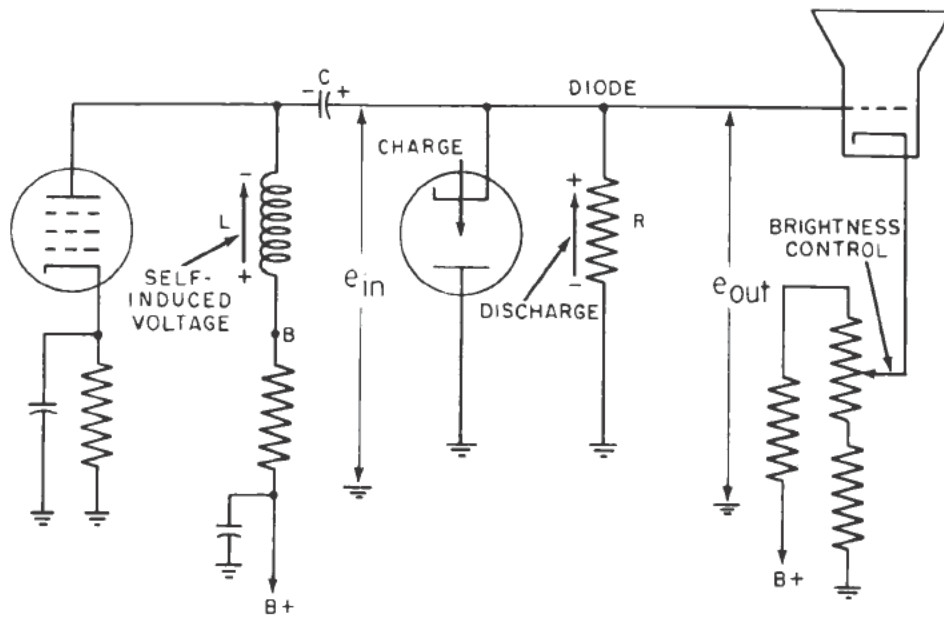 - C +
DIODE
CHARGE
-
L
+
SELF-
INDUCED
VOLTAGE
B
B+
e in
+
R
-
DISCHARGE
e out
BRIGHTNESS
CONTROL
B+